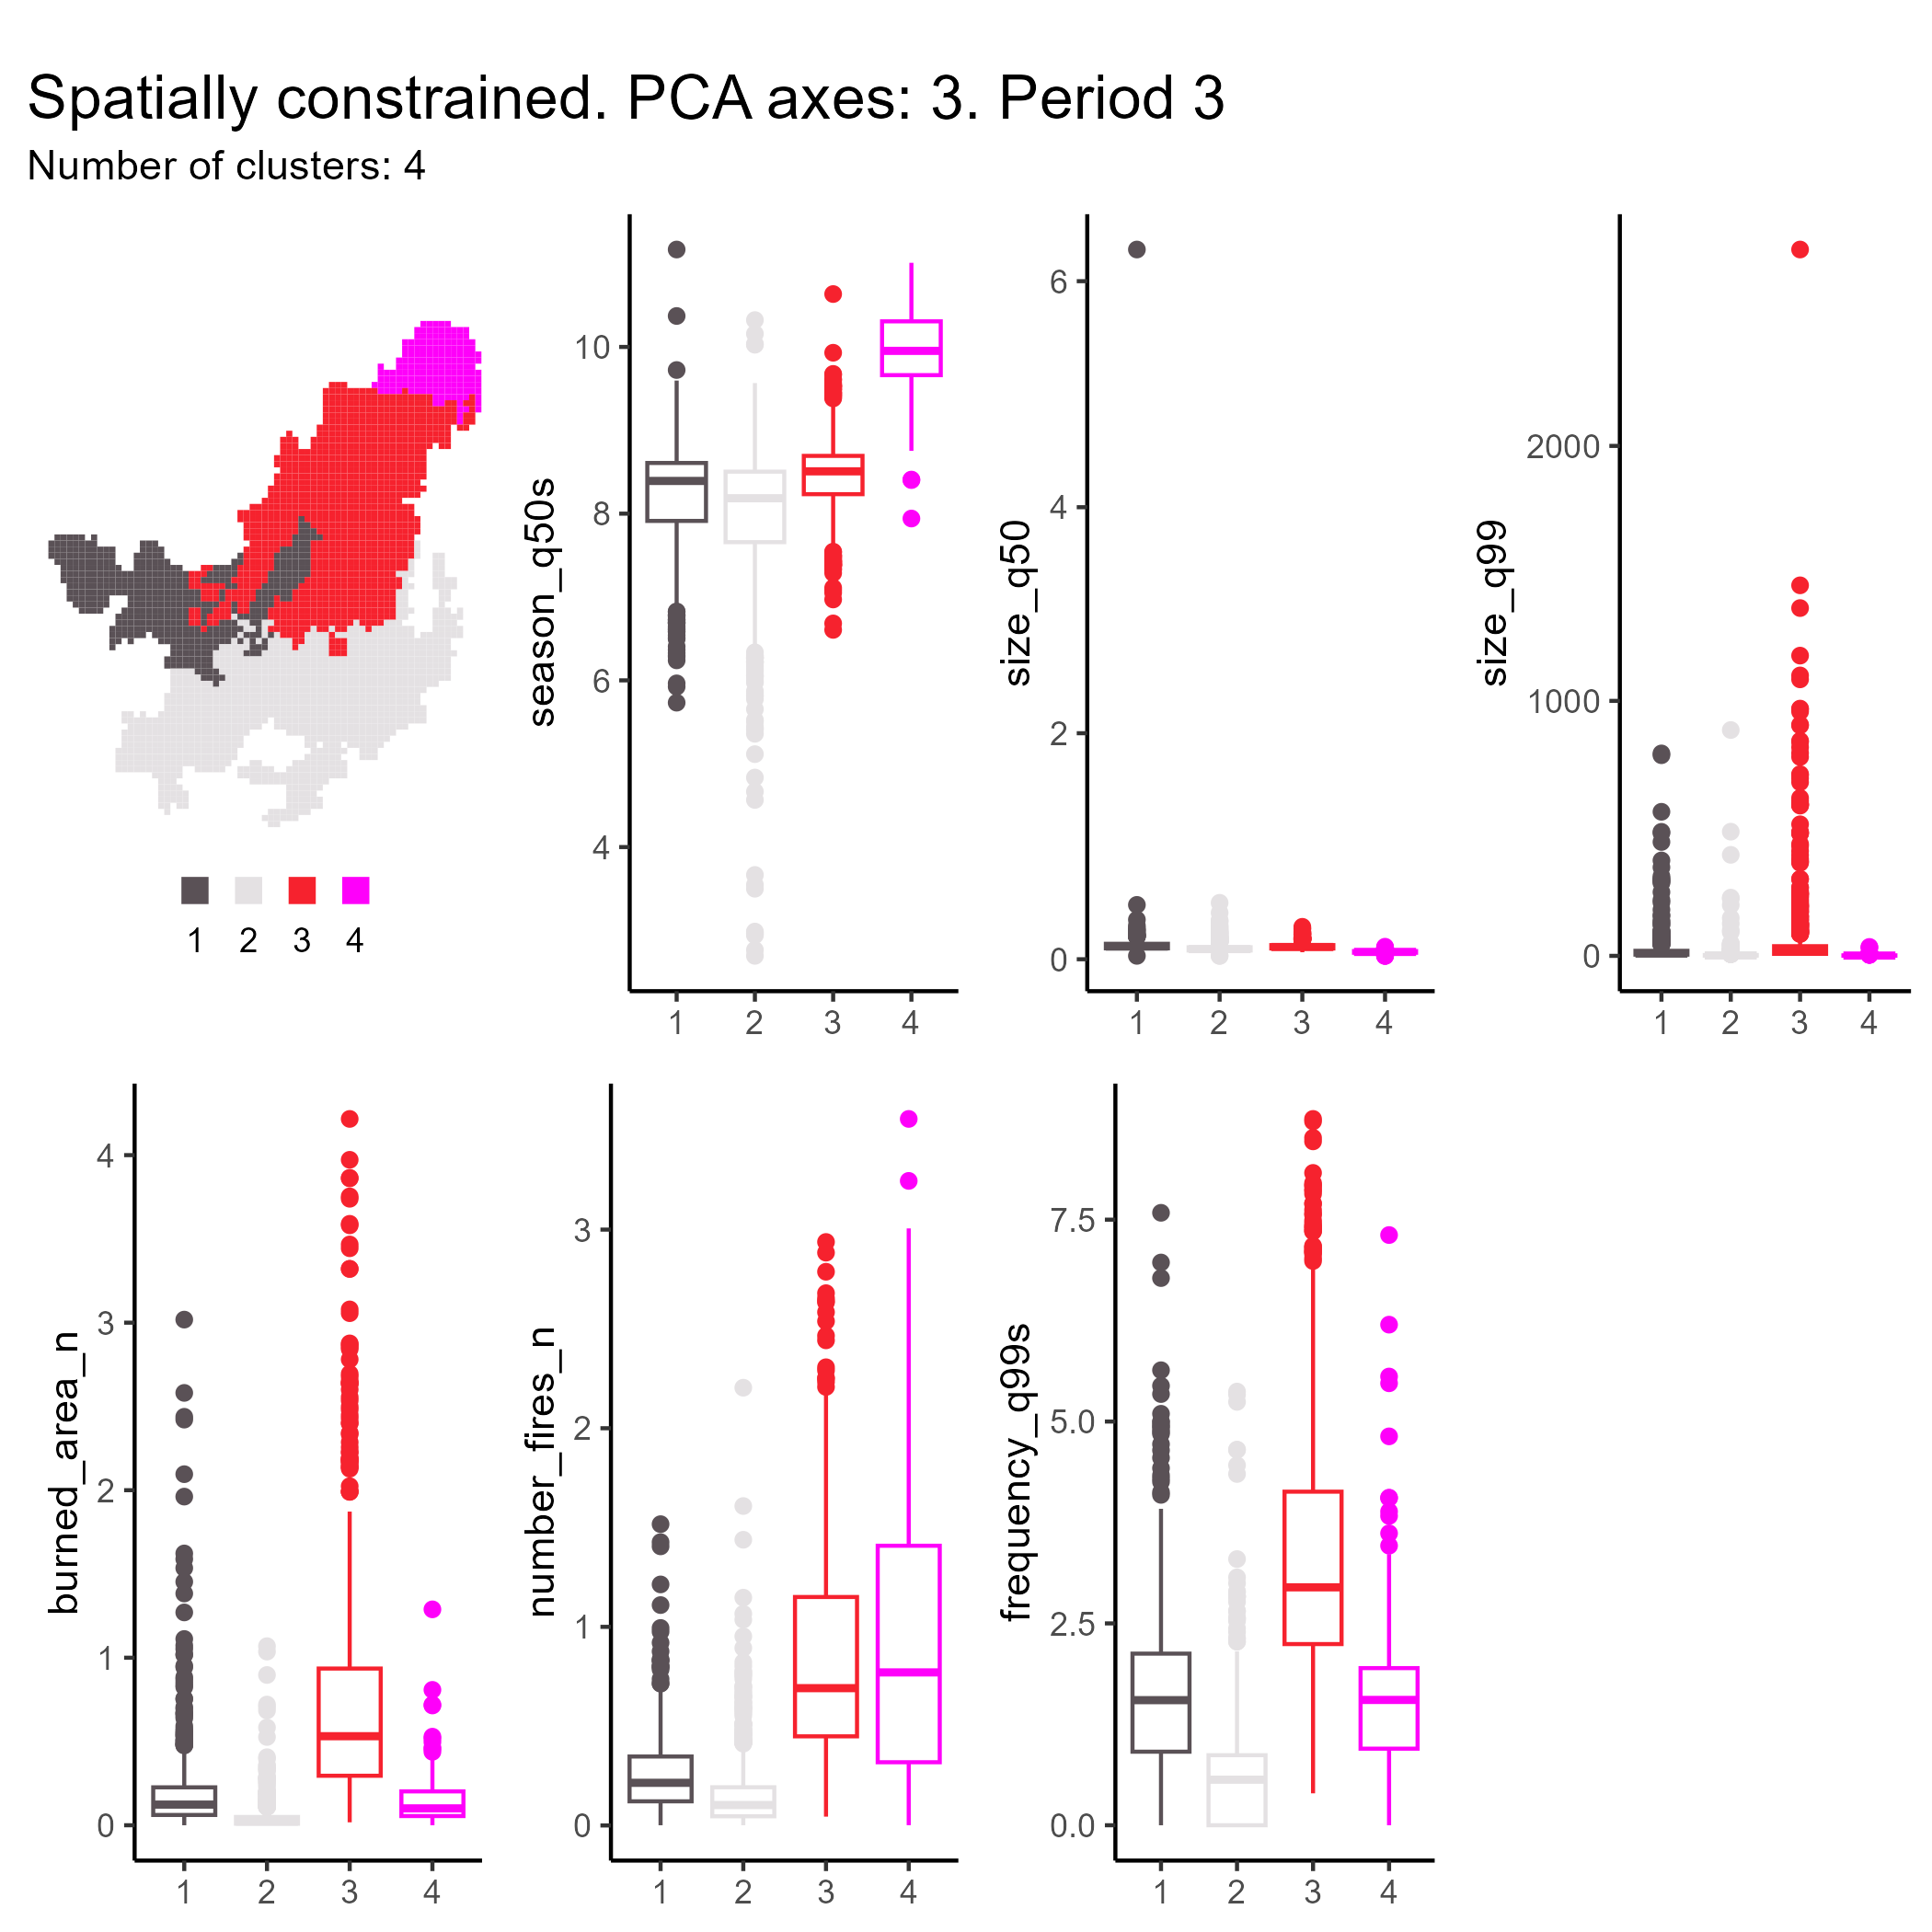 Spatially constrained. PCA axes: 3. Period 3
Number of clusters: 4
1 2 3 4
season_q50s
10
8
6
4
1 2 3 4
size_q50
6
4
2
0
1 2 3 4
size_q99
2000
1000
0
1 2 3 4
burned_area_n
4
3
2
1
0
1 2 3 4
number_fires_n
3
2
1
0
1 2 3 4
frequency_q99s
7.5
5.0
2.5
0.0
1 2 3 4